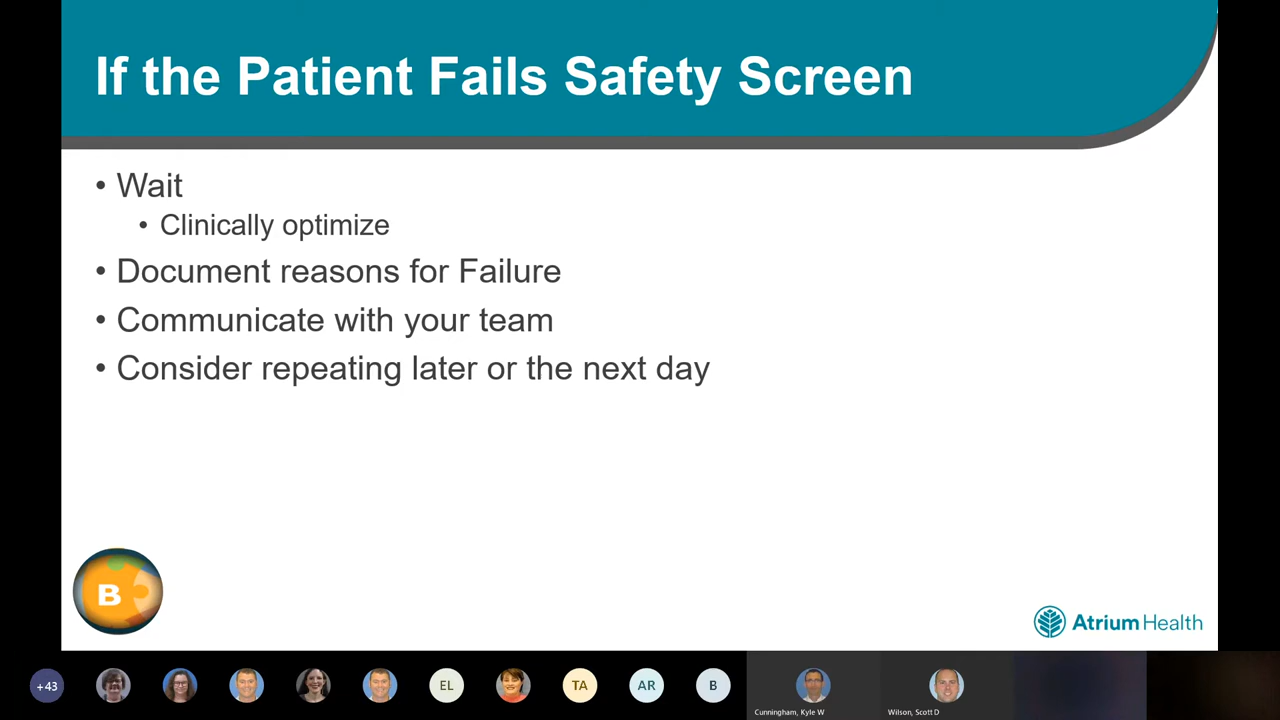 If the Patient Fails Safety Screen
• Wait
• Clinically optimize
• Document reasons for Failure
• Communicate with your team
• Consider repeating later or the next day
B
Atrium Health
+43
EL
TA
AR
B
Cunningham, Kyle W
Wilson, Scott D